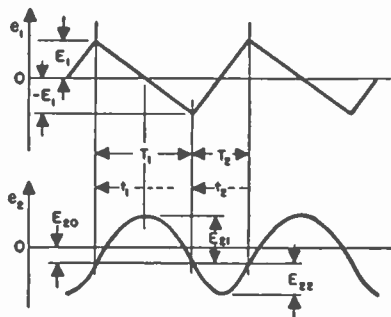 e₁
E₁
0
-E₁
T₁
T₂
t₁
t₂
e₂
E₂₀
0
E₂₁
E₂₂